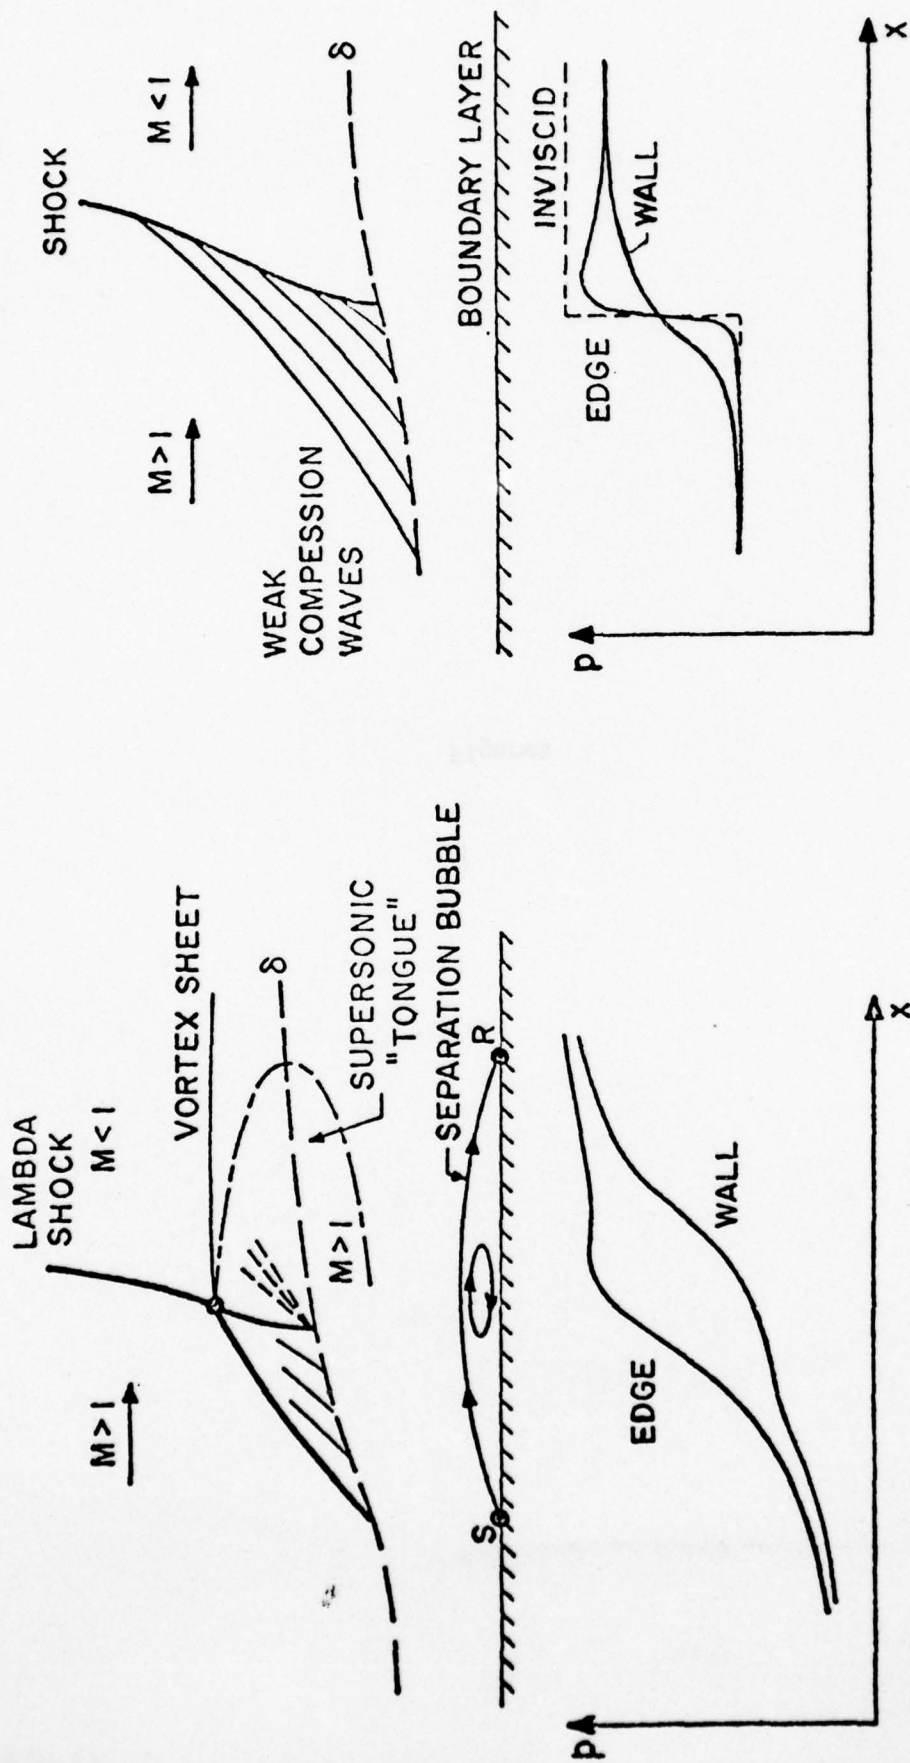 LAMBDA
SHOCK
M < 1
M > 1
VORTEX SHEET
δ
SUPERSONIC
"TONGUE"
M > 1
SEPARATION BUBBLE
S
R
p
EDGE
WALL
x
SHOCK
M > 1
M < 1
WEAK
COMPESSION
WAVES
δ
BOUNDARY LAYER
p
INVISCID
EDGE
WALL
x